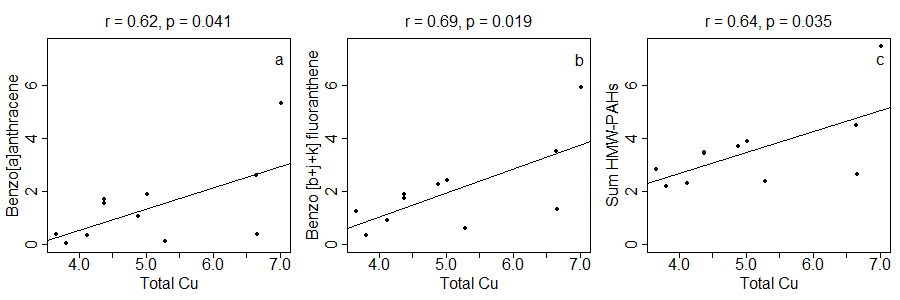 r = 0.62, p = 0.041
a
Benzo[a]anthracene
0
2
4
6
4.0
5.0
6.0
7.0
Total Cu
r = 0.69, p = 0.019
b
Benzo [b+j+k] fluoranthene
0
2
4
6
4.0
5.0
6.0
7.0
Total Cu
r = 0.64, p = 0.035
c
Sum HMW-PAHs
0
2
4
6
4.0
5.0
6.0
7.0
Total Cu